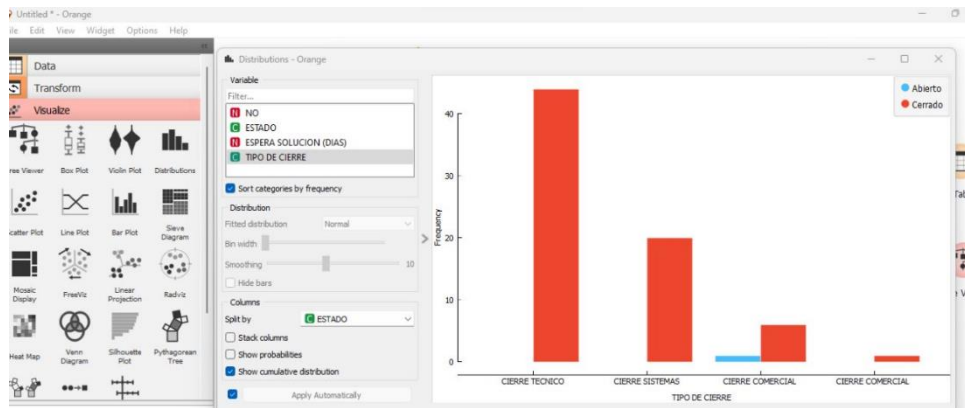 Untitled * - Orange
File Edit View Widget Options Help
Data
Transform
Visualize
Tree Viewer Box Plot Violin Plot Distributions
Scatter Plot Line Plot Bar Plot Sieve Diagram
Mosaic Display FreeViz Linear Projection Radviz
Heat Map Venn Diagram Silhouette Plot Pythagorean Tree
Distributions - Orange
Variable
Filter...
N NO
C ESTADO
N ESPERA SOLUCION (DIAS)
C TIPO DE CIERRE
Sort categories by frequency
Distribution
Fitted distribution Normal
Bin width
Smoothing 10
Hide bars
Columns
Split by C ESTADO
Stack columns
Show probabilities
Show cumulative distribution
Apply Automatically
Abierto
Cerrado
40
30
20
10
0
Frequency
CIERRE TECNICO CIERRE SISTEMAS CIERRE COMERCIAL CIERRE COMERCIAL
TIPO DE CIERRE